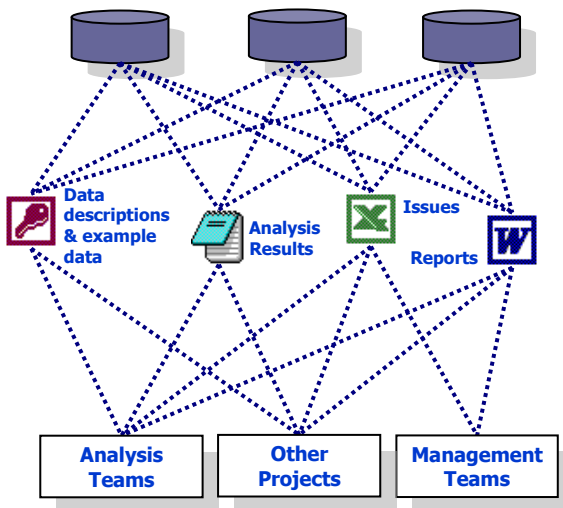 Data
descriptions
& example
data
Analysis
Results
Issues
Reports
W
Analysis
Teams
Other
Projects
Management
Teams